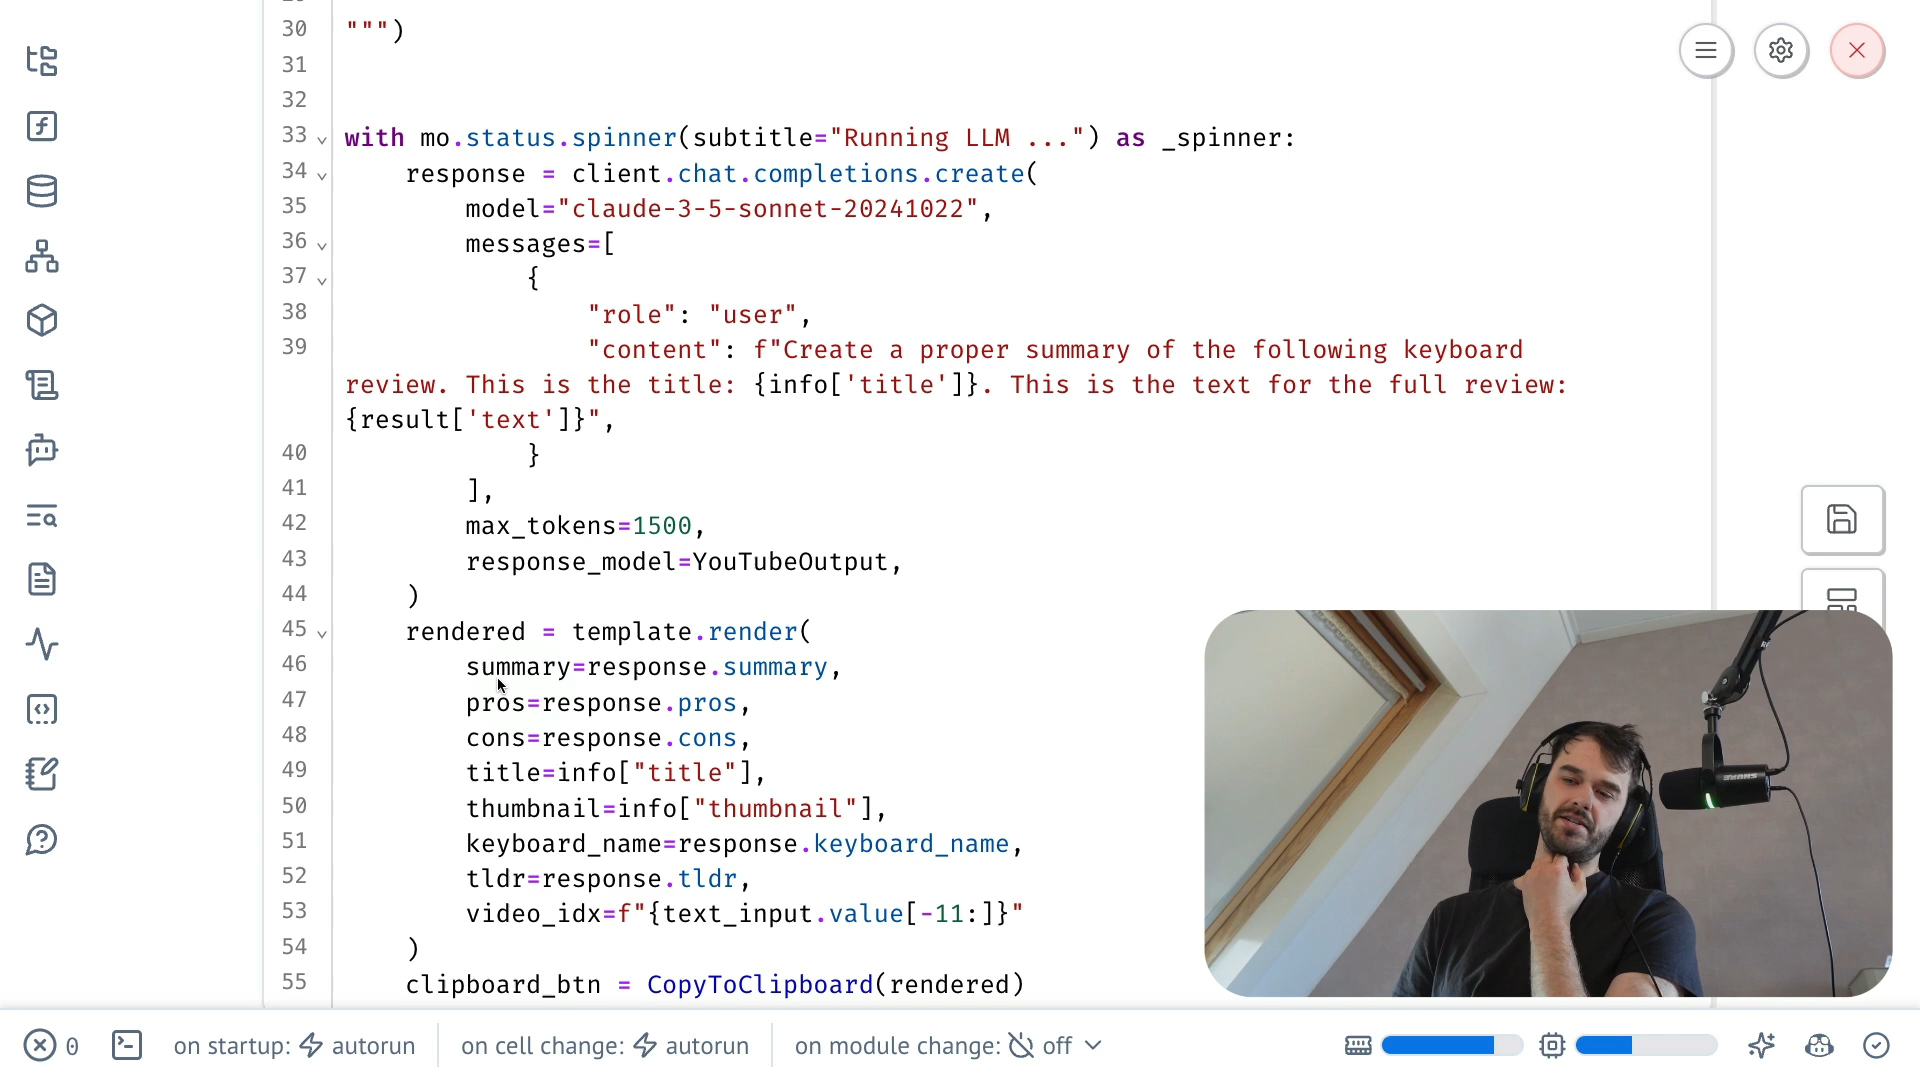 30 """)
31
32
33 with mo.status.spinner(subtitle="Running LLM ...") as _spinner:
34     response = client.chat.completions.create(
35         model="claude-3-5-sonnet-20241022",
36         messages=[
37             {
38                 "role": "user",
39                 "content": f"Create a proper summary of the following keyboard
review. This is the title: {info['title']}. This is the text for the full review:
{result['text']}",
40             }
41         ],
42         max_tokens=1500,
43         response_model=YouTubeOutput,
44     )
45     rendered = template.render(
46         summary=response.summary,
47         pros=response.pros,
48         cons=response.cons,
49         title=info["title"],
50         thumbnail=info["thumbnail"],
51         keyboard_name=response.keyboard_name,
52         tldr=response.tldr,
53         video_idx=f"{text_input.value[-11:]}"
54     )
55     clipboard_btn = CopyToClipboard(rendered)
0 on startup: autorun on cell change: autorun on module change: off